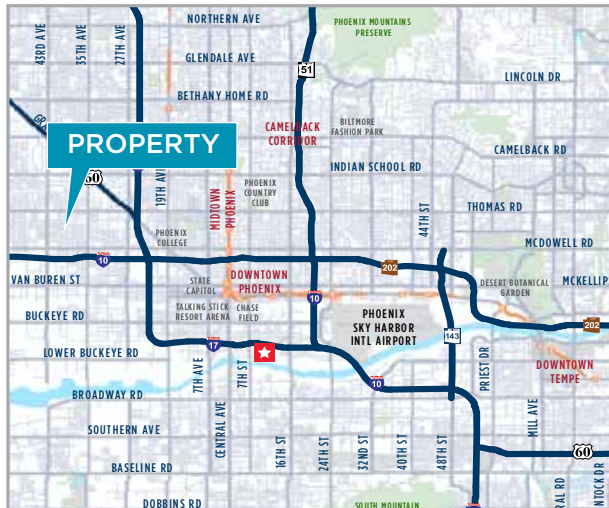 NORTHERN AVE
PHOENIX MOUNTAINS
PRESERVE
43RD AVE
35TH AVE
27TH AVE
GLENDALE AVE
51
LINCOLN DR
BETHANY HOME RD
CAMELBACK
CORRIDOR
BILTMORE
FASHION PARK
CAMELBACK RD
PROPERTY
INDIAN SCHOOL RD
60
19TH AVE
MIDTOWN
PHOENIX
PHOENIX
COUNTRY
CLUB
THOMAS RD
44TH ST
PHOENIX
COLLEGE
MCDOWELL RD
10
202
VAN BUREN ST
STATE
CAPITOL
DOWNTOWN
PHOENIX
DESERT BOTANICAL
GARDEN
MCKELLIP
10
BUCKEYE RD
TALKING STICK
RESORT ARENA
CHASE
FIELD
PHOENIX
SKY HARBOR
INTL AIRPORT
202
143
LOWER BUCKEYE RD
17
7TH AVE
7TH ST
PRIEST DR
DOWNTOWN
TEMPE
BROADWAY RD
10
SOUTHERN AVE
CENTRAL AVE
16TH ST
24TH ST
32ND ST
40TH ST
48TH ST
MILL AVE
60
BASELINE RD
DOBBINS RD
SOUTH MOUNTAIN
RAL RD
NTOCK DR